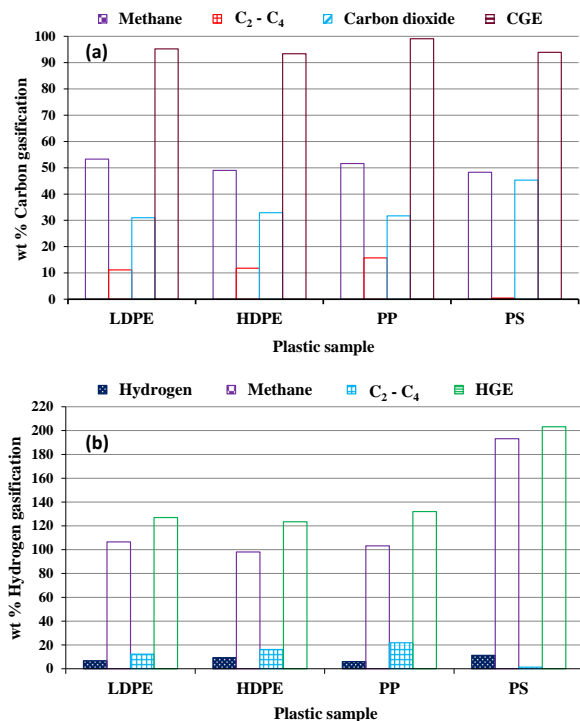 Methane C₂ - C₄ Carbon dioxide CGE
(a)
wt % Carbon gasification
100
90
80
70
60
50
40
30
20
10
0
LDPE HDPE PP PS
Plastic sample
Hydrogen Methane C₂ - C₄ HGE
(b)
wt % Hydrogen gasification
220
200
180
160
140
120
100
80
60
40
20
0
LDPE HDPE PP PS
Plastic sample